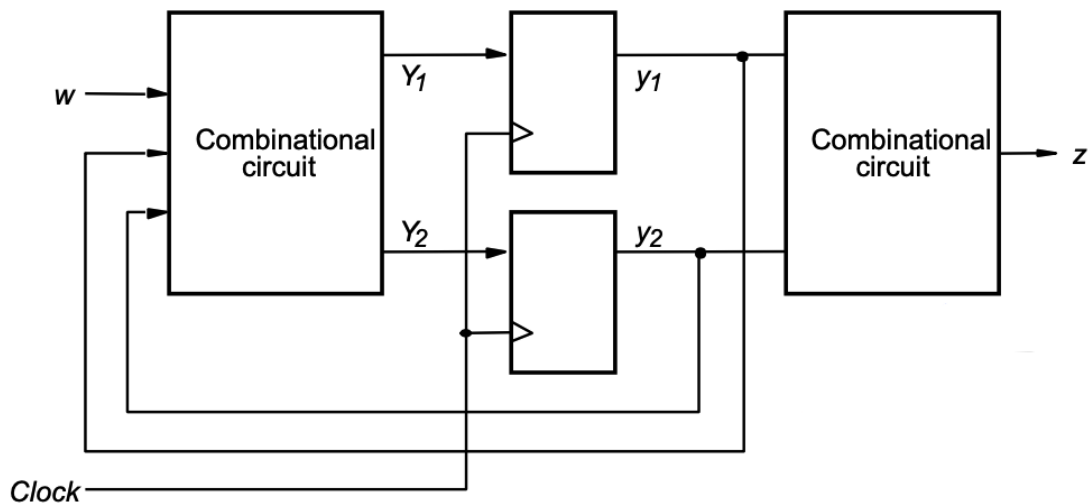 w
Combinational
circuit
Y1
Y2
y1
y2
Combinational
circuit
z
Clock